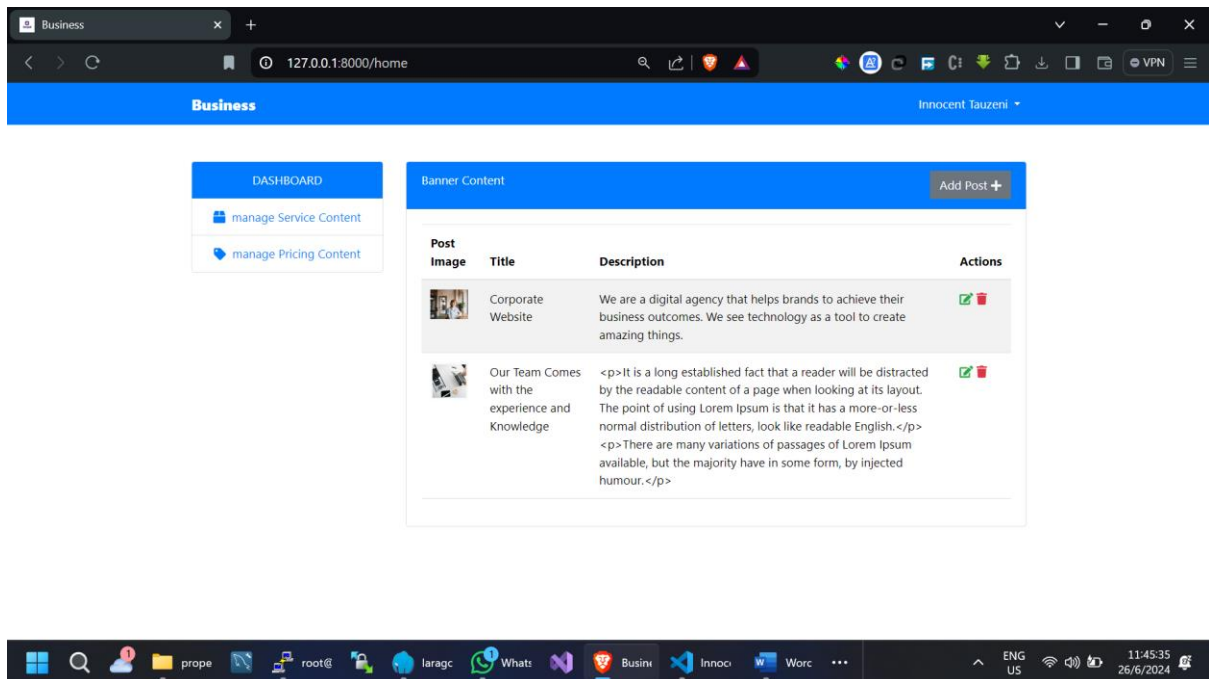 Business
127.0.0.1:8000/home
VPN
Business
Innocent Tauzeni
DASHBOARD
manage Service Content
manage Pricing Content
Banner Content
Add Post
Post
Image Title Description Actions
Corporate
Website
We are a digital agency that helps brands to achieve their
business outcomes. We see technology as a tool to create
amazing things.
Our Team Comes
with the
experience and
Knowledge
<p>It is a long established fact that a reader will be distracted
by the readable content of a page when looking at its layout.
The point of using Lorem Ipsum is that it has a more-or-less
normal distribution of letters, look like readable English.</p>
<p>There are many variations of passages of Lorem Ipsum
available, but the majority have in some form, by injected
humour.</p>
1 prope root@ laragc 1 Whats Busine Innoc Worc
ENG
US
11:45:35
26/6/2024